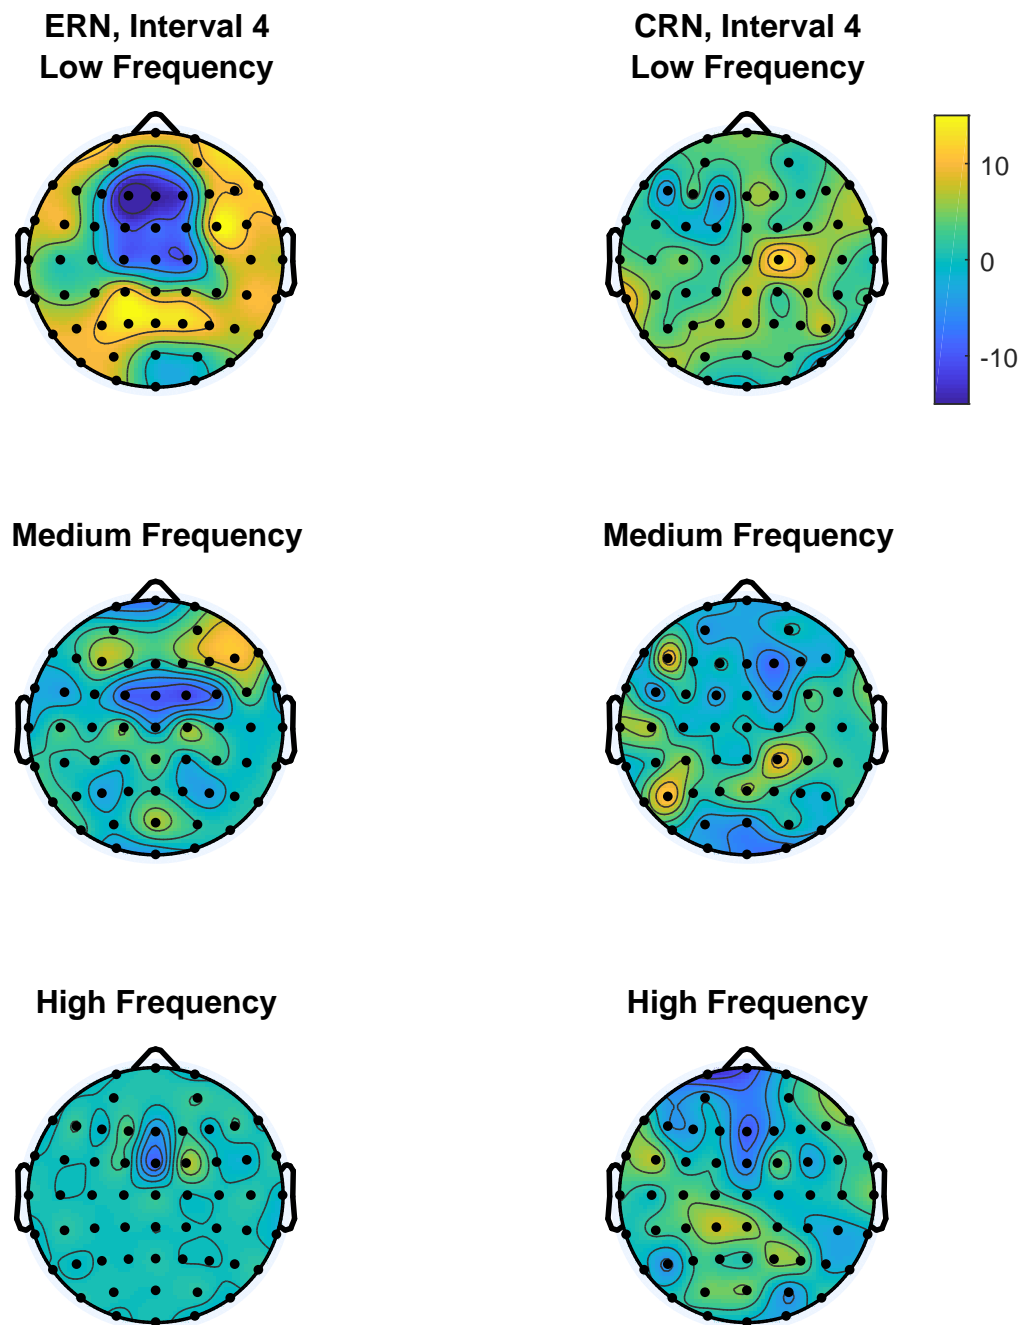 ERN, Interval 4
Low Frequency
CRN, Interval 4
Low Frequency
10
0
-10
Medium Frequency
Medium Frequency
High Frequency
High Frequency